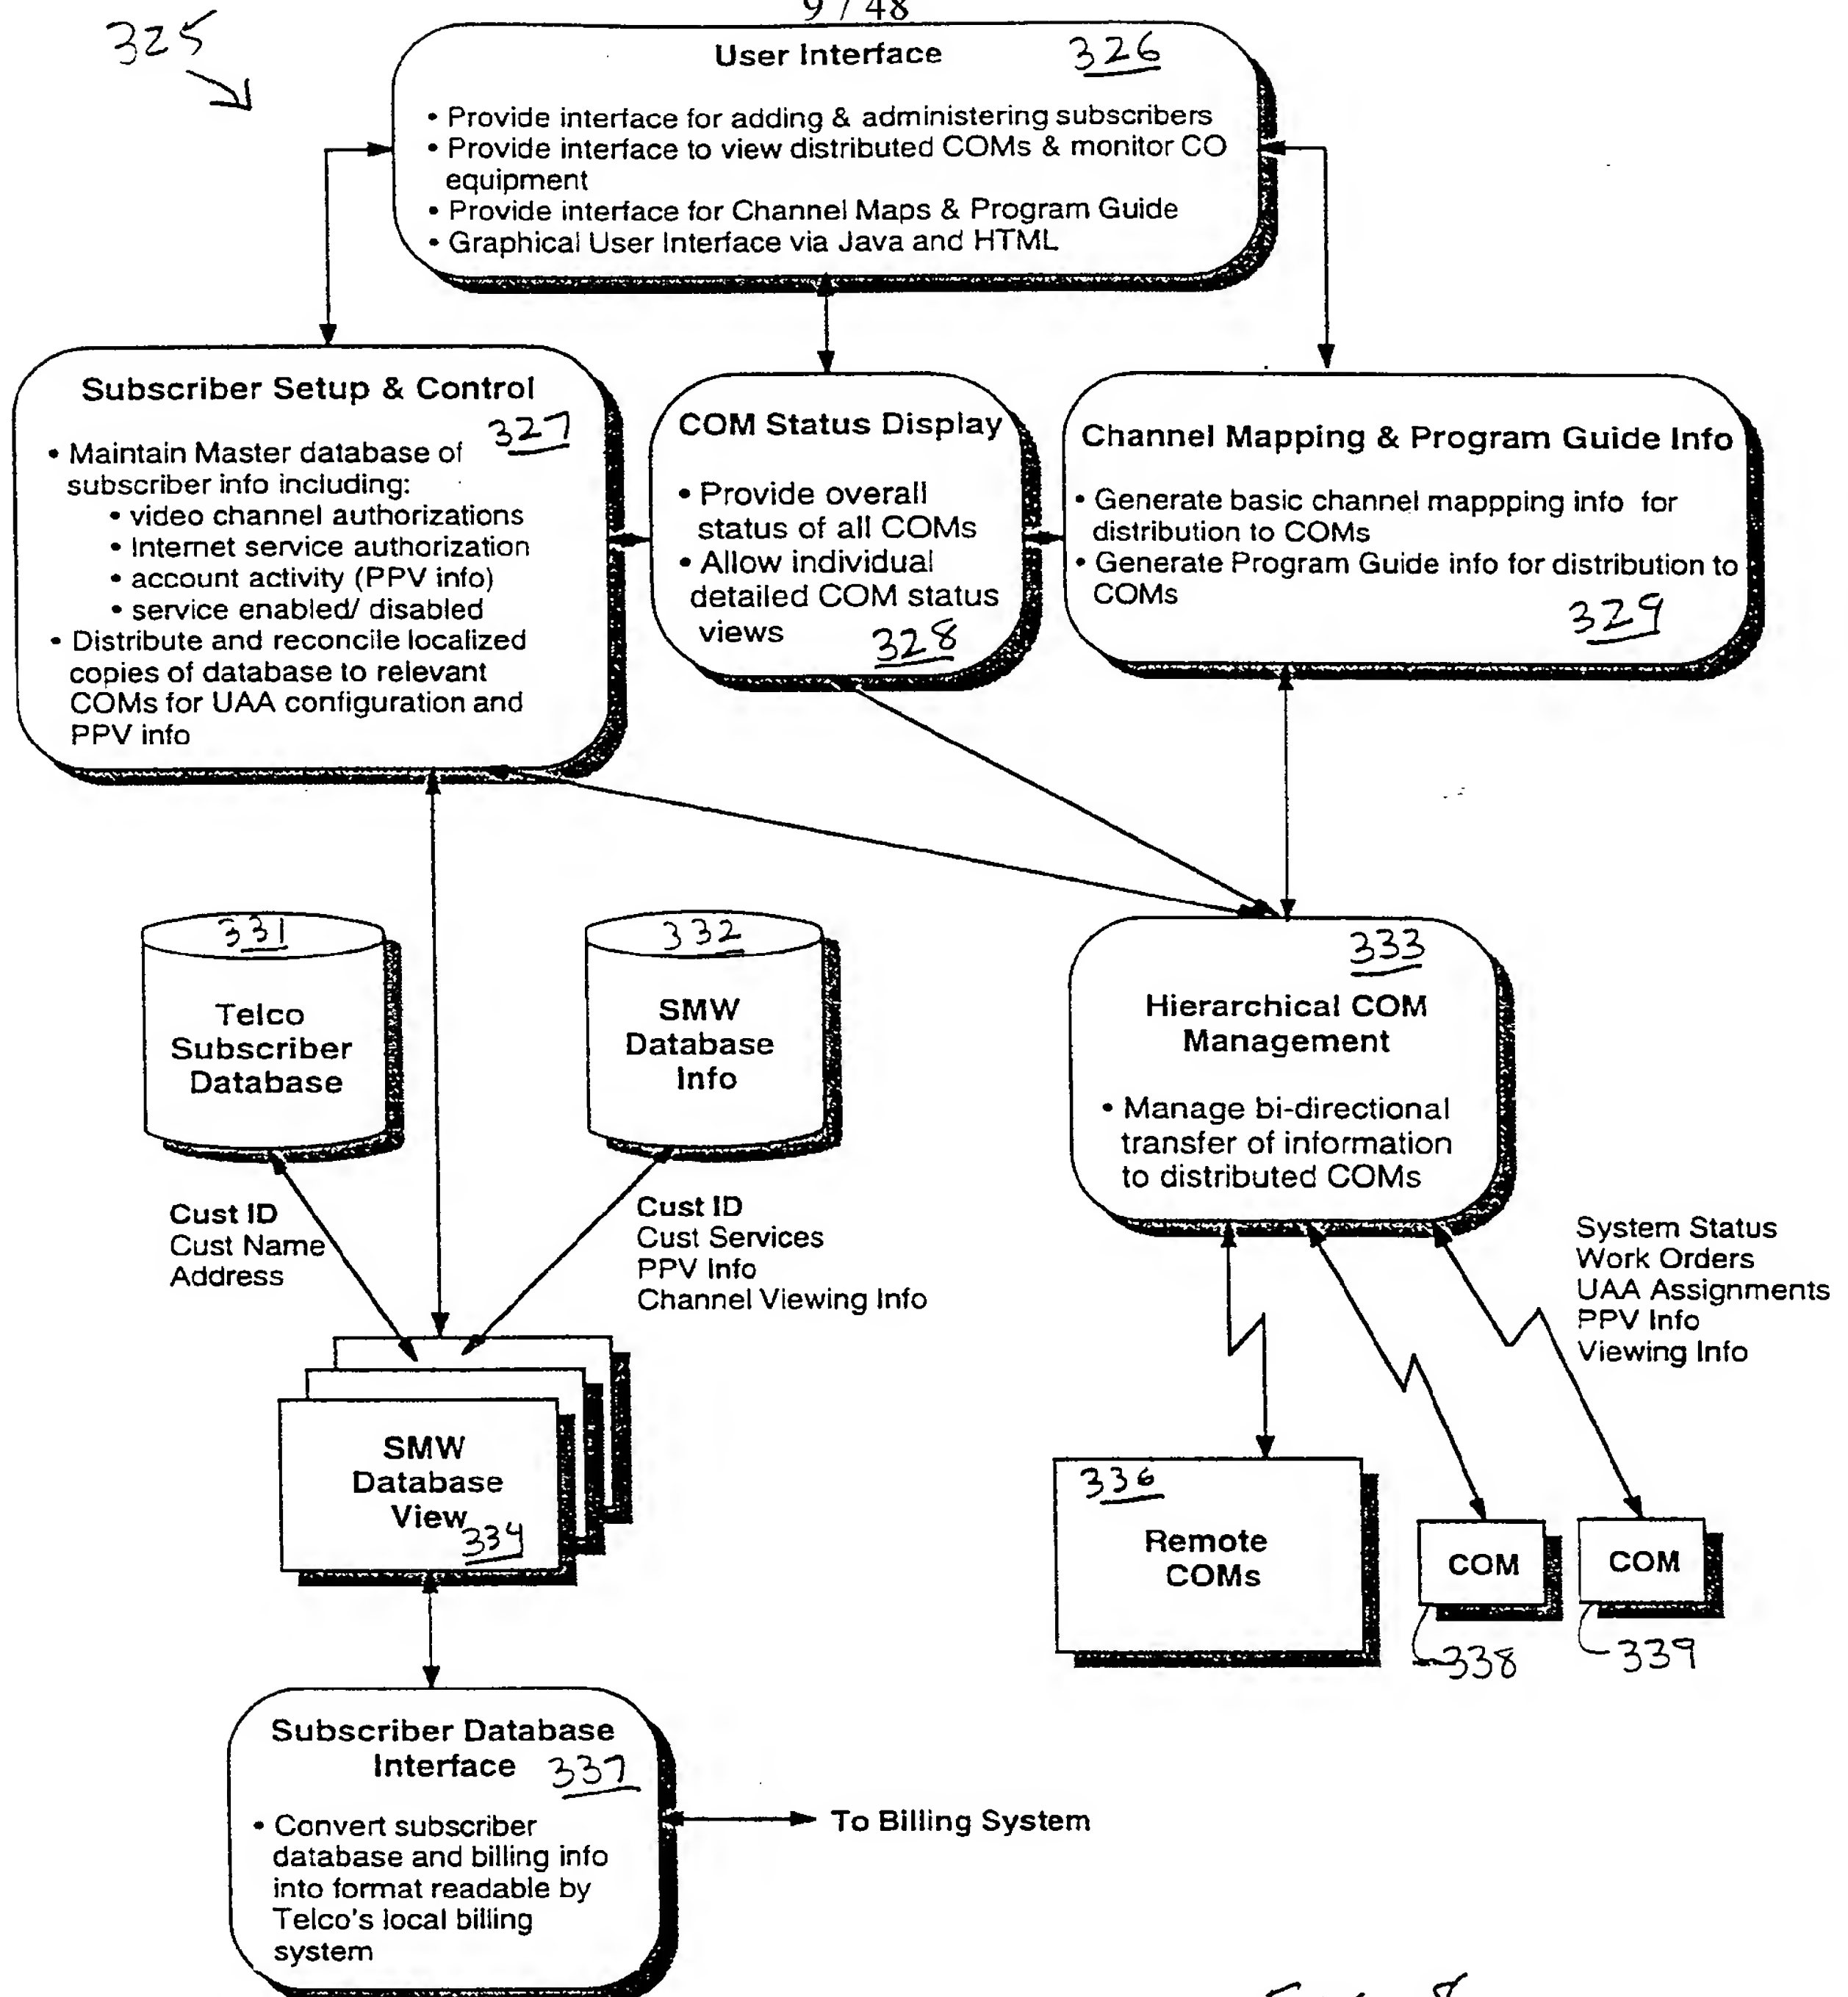 9 / 48
325
User Interface 326
• Provide interface for adding & administering subscribers
• Provide interface to view distributed COMs & monitor CO
equipment
• Provide interface for Channel Maps & Program Guide
• Graphical User Interface via Java and HTML
Subscriber Setup & Control
327
• Maintain Master database of
subscriber info including:
• video channel authorizations
• Internet service authorization
• account activity (PPV info)
• service enabled/ disabled
• Distribute and reconcile localized
copies of database to relevant
COMs for UAA configuration and
PPV info
COM Status Display
• Provide overall
status of all COMs
• Allow individual
detailed COM status
views
328
Channel Mapping & Program Guide Info
• Generate basic channel mappping info for
distribution to COMs
• Generate Program Guide info for distribution to
COMs
329
331
Telco
Subscriber
Database
332
SMW
Database
Info
333
Hierarchical COM
Management
• Manage bi-directional
transfer of information
to distributed COMs
Cust ID
Cust Name
Address
Cust ID
Cust Services
PPV Info
Channel Viewing Info
System Status
Work Orders
UAA Assignments
PPV Info
Viewing Info
SMW
Database
View
334
336
Remote
COMs
COM
338
COM
339
Subscriber Database
Interface 337
• Convert subscriber
database and billing info
into format readable by
Telco's local billing
system
To Billing System
8